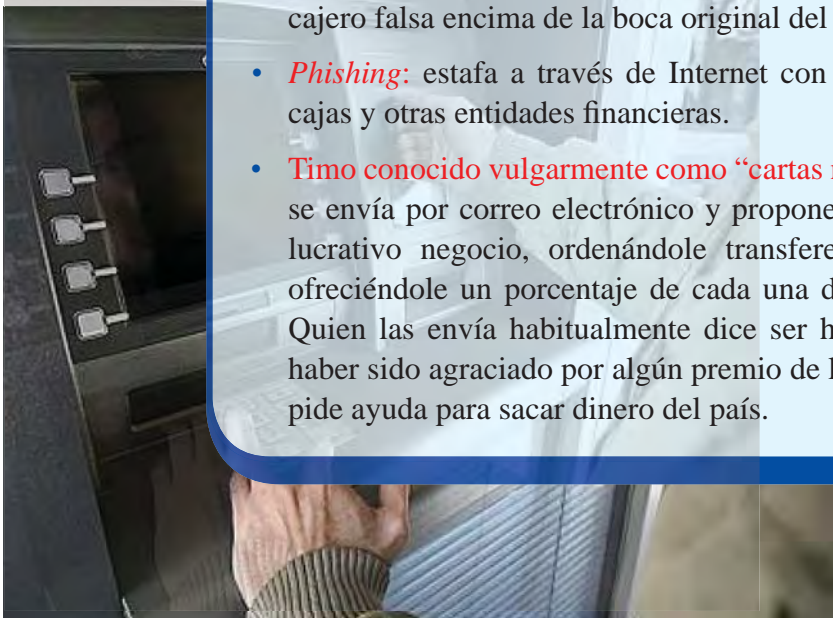 cajero falsa encima de la boca original del
• Phishing: estafa a través de Internet con
cajas y otras entidades financieras.
• Timo conocido vulgarmente como “cartas
se envía por correo electrónico y propone
lucrativo negocio, ordenándole
ofreciéndole un porcentaje de cada una
Quien las envía habitualmente dice ser
haber sido agraciado por algún premio de
pide ayuda para sacar dinero del país.